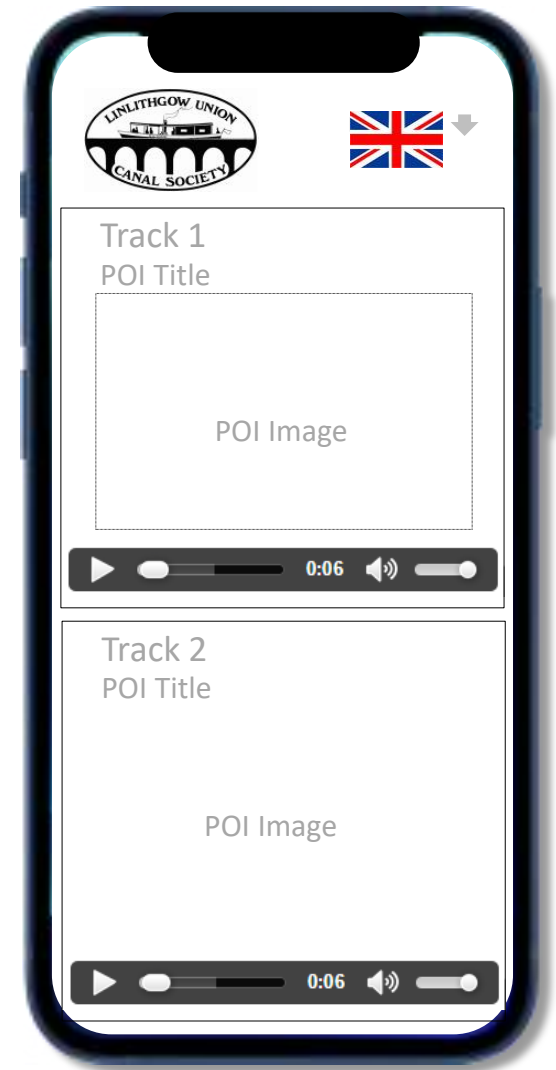 LINLITHGOW UNION
CANAL SOCIETY
Track 1
POI Title
POI Image
0:06
Track 2
POI Title
POI Image
0:06